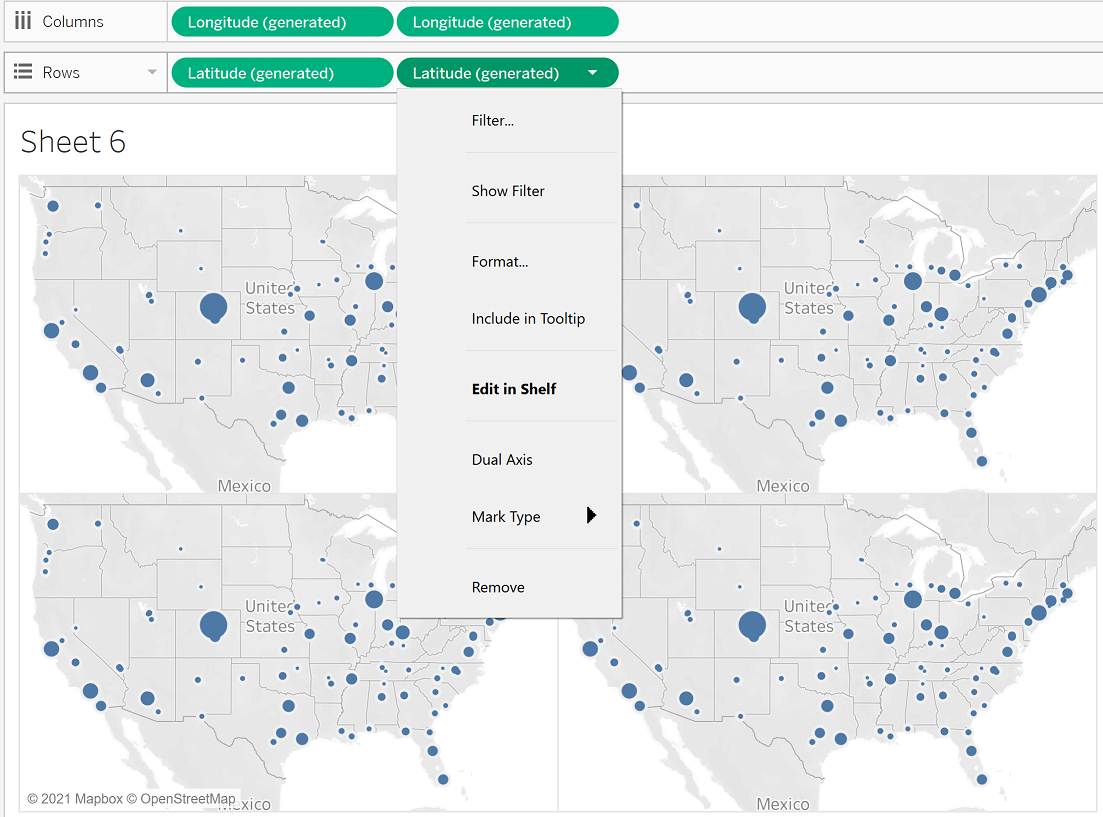 Columns
Longitude (generated)
Longitude (generated)
Rows
Latitude (generated)
Latitude (generated)
Sheet 6
Filter...
Show Filter
Format...
Include in Tooltip
Edit in Shelf
Dual Axis
Mark Type
Remove
United
States
United
States
Mexico
Mexico
United
States
United
States
© 2021 Mapbox © OpenStreetMap
Mexico
Mexico